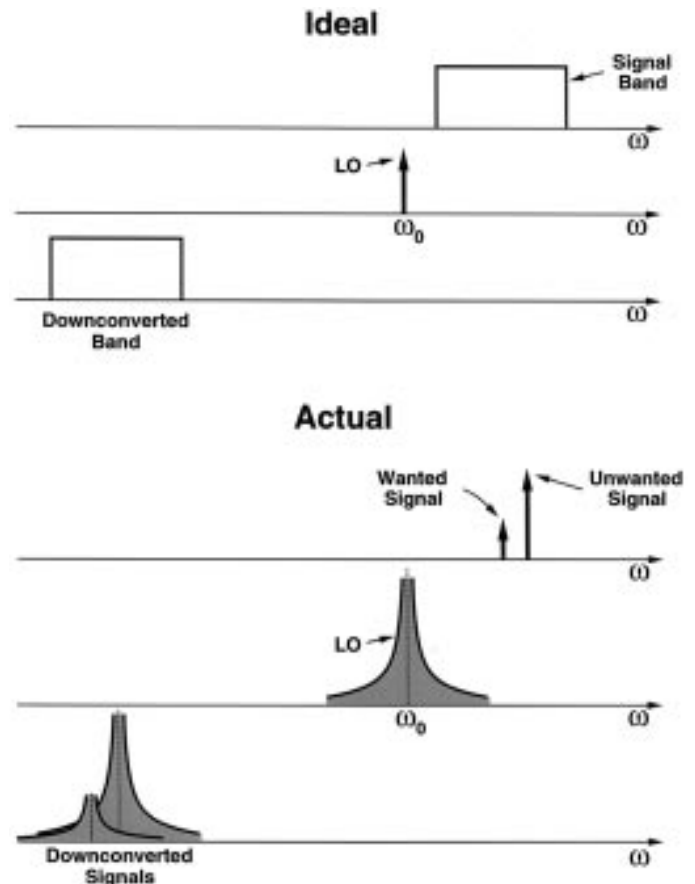 Ideal
Signal
Band
ω
LO
ω₀
ω
Downconverted
Band
ω
Actual
Wanted
Signal
Unwanted
Signal
ω
LO
ω₀
ω
Downconverted
Signals
ω